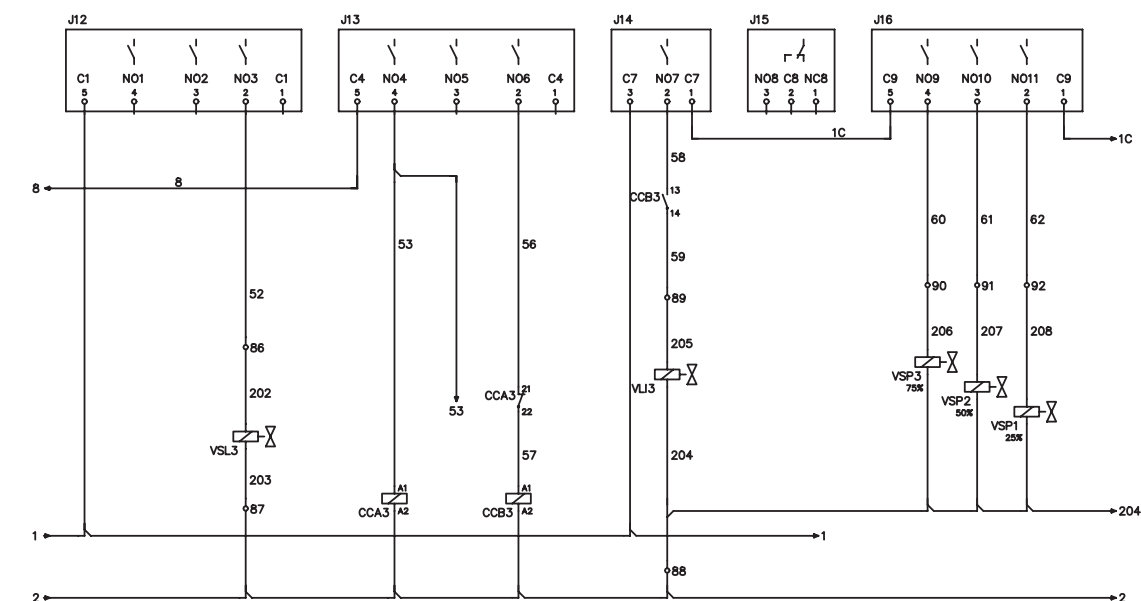 J12 J13 J14 J15 J16
C1 NO1 NO2 NO3 C1 C4 NO4 NO5 NO6 C4 C7 NO7 C7 NO8 C8 NC8 C9 NO9 NO10 NO11 C9
5 4 3 2 1 5 4 3 2 1 3 2 1 3 2 1 5 4 3 2 1
1C 1C
58
8 8
CCB3 13
14
53 56 60 61 62
59
52
89 90 91 92
86 205 206 207 208
VSP3
75%
VLI3
202 CCA3 21
22
53
VSP2
50%
VSP1
25%
VSL3
57 204
203
CCA3 A1
A2
CCB3 A1
A2
87 204
1 1
88
2 2